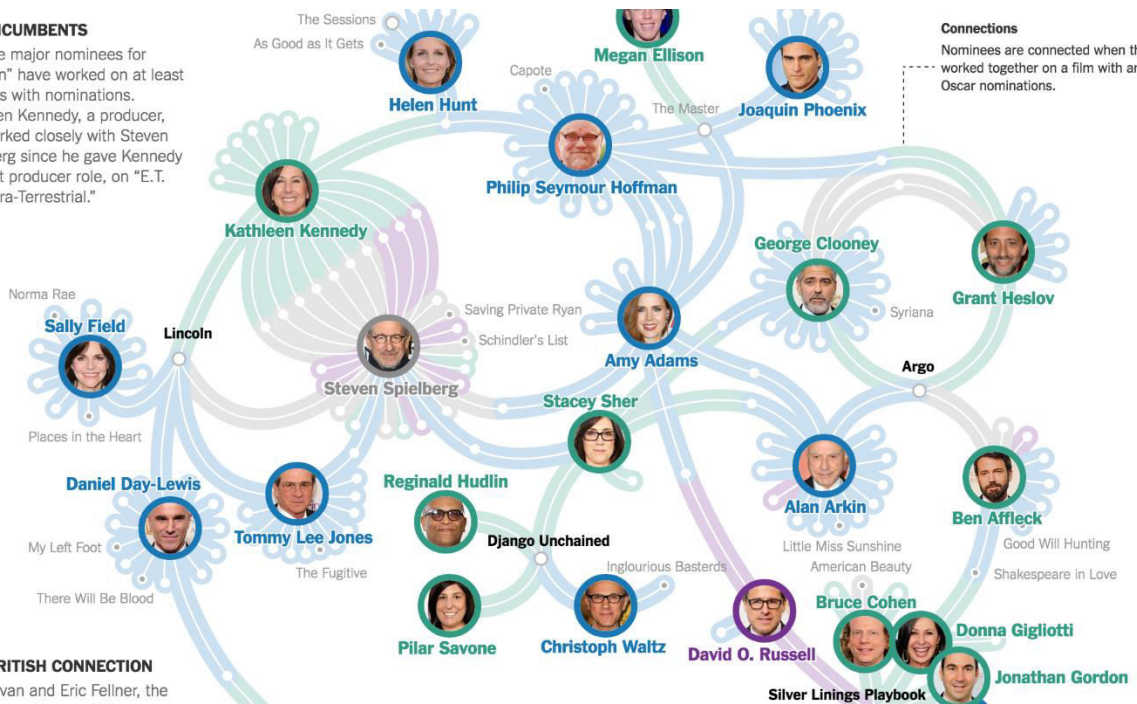 CUMBENTS
e major nominees for
n” have worked on at least
s with nominations.
en Kennedy, a producer,
rked closely with Steven
erg since he gave Kennedy
t producer role, on “E.T.
ra-Terrestrial.”
The Sessions
As Good as It Gets
Helen Hunt
Megan Ellison
Capote
The Master
Joaquin Phoenix
Connections
Nominees are connected when th
worked together on a film with an
Oscar nominations.
Philip Seymour Hoffman
Kathleen Kennedy
George Clooney
Grant Heslov
Syriana
Norma Rae
Sally Field
Lincoln
Saving Private Ryan
Schindler’s List
Steven Spielberg
Amy Adams
Argo
Places in the Heart
Stacey Sher
Daniel Day-Lewis
Tommy Lee Jones
Reginald Hudlin
Alan Arkin
Ben Affleck
My Left Foot
The Fugitive
Django Unchained
Little Miss Sunshine
Good Will Hunting
There Will Be Blood
Inglourious Basterds
American Beauty
Shakespeare in Love
Bruce Cohen
Donna Gigliotti
Pilar Savone
Christoph Waltz
David O. Russell
Jonathan Gordon
Silver Linings Playbook
RITISH CONNECTION
van and Eric Fellner, the